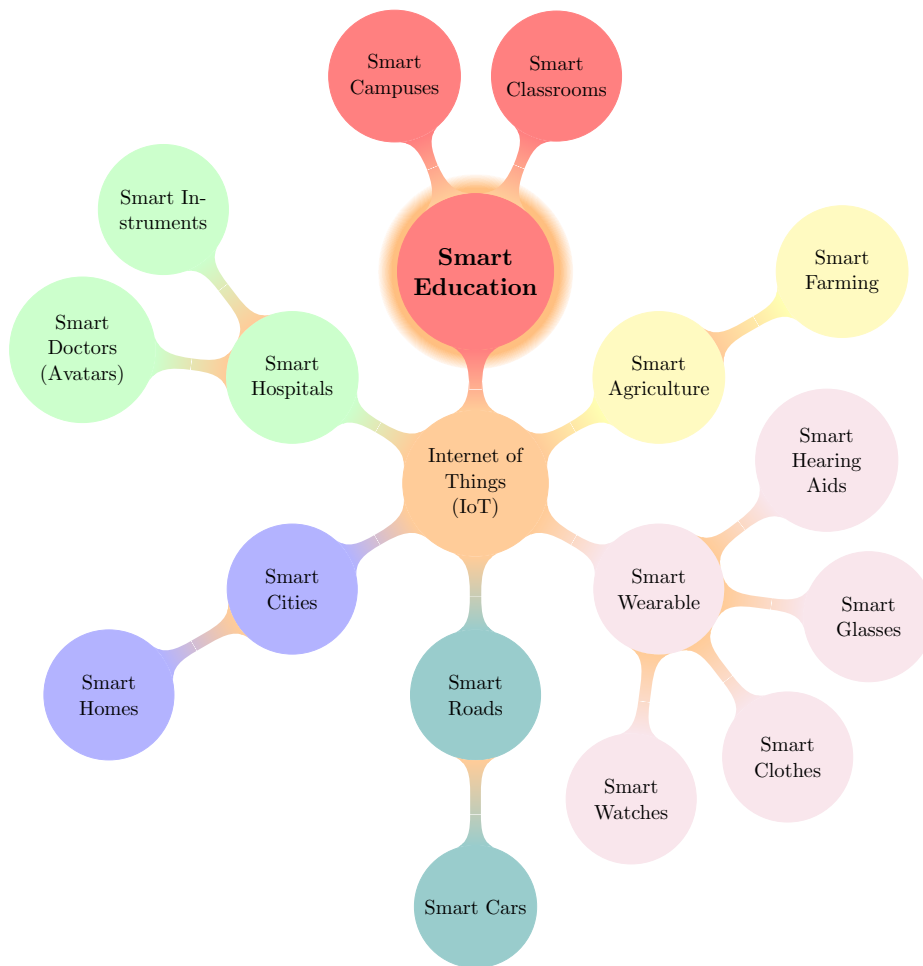 Smart
Campuses
Smart
Classrooms
Smart In-
struments
Smart
Education
Smart
Farming
Smart
Doctors
(Avatars)
Smart
Hospitals
Smart
Agriculture
Internet of
Things
(IoT)
Smart
Hearing
Aids
Smart
Cities
Smart
Wearable
Smart
Glasses
Smart
Homes
Smart
Roads
Smart
Clothes
Smart
Watches
Smart Cars